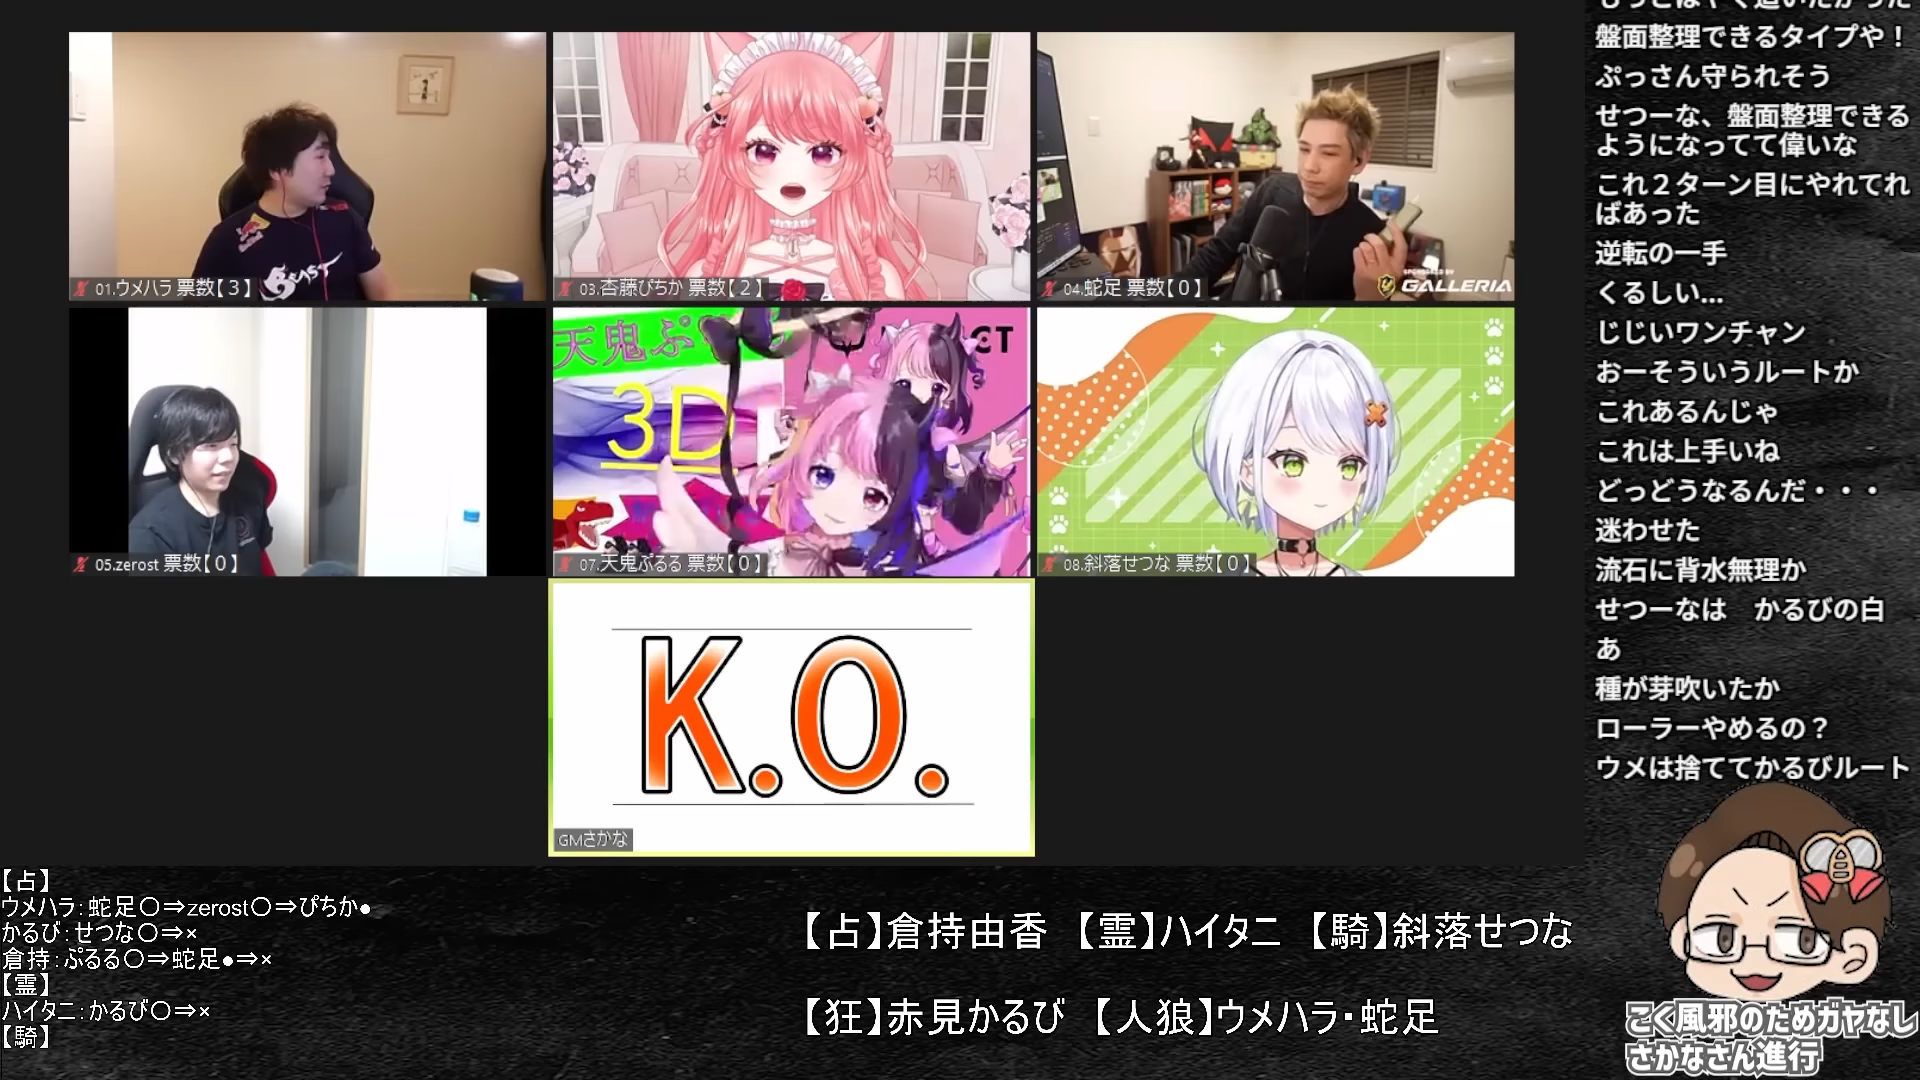 盤面整理できるタイプや！
ぷっさん守られそう
せつーな、盤面整理できる
ようになってて偉いな
これ２ターン目にやれてれ
ばあった
逆転の一手
くるしい...
じじいワンチャン
おーそういうルートか
これあるんじゃ
これは上手いね
どっどうなるんだ・・・
迷わせた
流石に背水無理か
せつーなは　かるびの白
あ
種が芽吹いたか
ローラーやめるの？
ウメは捨ててかるびルート
01.ウメハラ 票数【3】
03.杏藤ぴちか 票数【2】
04.蛇足 票数【0】
SPONSORED BY
GALLERIA
RedBull
BEAST
天鬼ぷ
3D
05.zerost 票数【0】
07.天鬼ぷるる 票数【0】
08.斜落せつな 票数【0】
K.O.
GMさかな
【占】
ウメハラ:蛇足〇⇒zerost〇⇒ぴちか●
かるび:せつな〇⇒×
倉持:ぷるる〇⇒蛇足●⇒×
【霊】
ハイタニ:かるび〇⇒×
【騎】
【占】倉持由香 【霊】ハイタニ 【騎】斜落せつな
【狂】赤見かるび 【人狼】ウメハラ・蛇足
こく風邪のためガヤなし
さかなさん進行